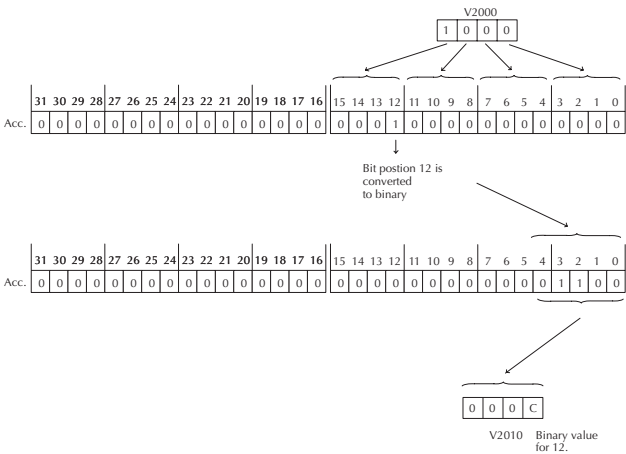 V2000
1 0 0 0
31 30 29 28 27 26 25 24 23 22 21 20 19 18 17 16 15 14 13 12 11 10 9 8 7 6 5 4 3 2 1 0
Acc. 0 0 0 0 0 0 0 0 0 0 0 0 0 0 0 0 0 0 0 1 0 0 0 0 0 0 0 0 0 0 0 0
Bit postion 12 is
converted
to binary
31 30 29 28 27 26 25 24 23 22 21 20 19 18 17 16 15 14 13 12 11 10 9 8 7 6 5 4 3 2 1 0
Acc. 0 0 0 0 0 0 0 0 0 0 0 0 0 0 0 0 0 0 0 0 0 0 0 0 0 0 0 0 1 1 0 0
0 0 0 C
V2010 Binary value
for 12.